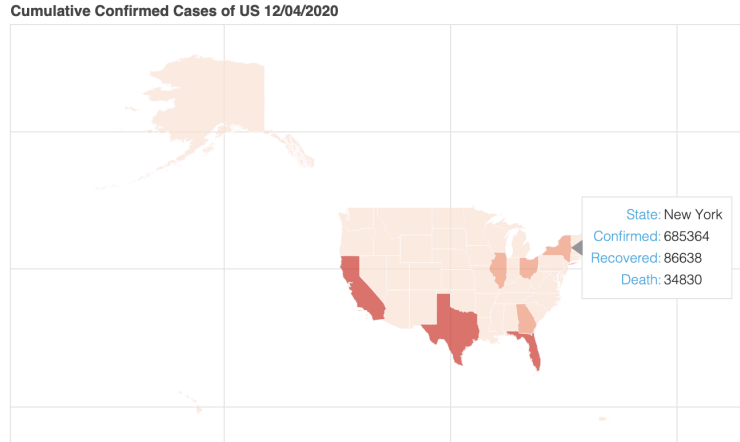 Cumulative Confirmed Cases of US 12/04/2020
State: New York
Confirmed: 685364
Recovered: 86638
Death: 34830